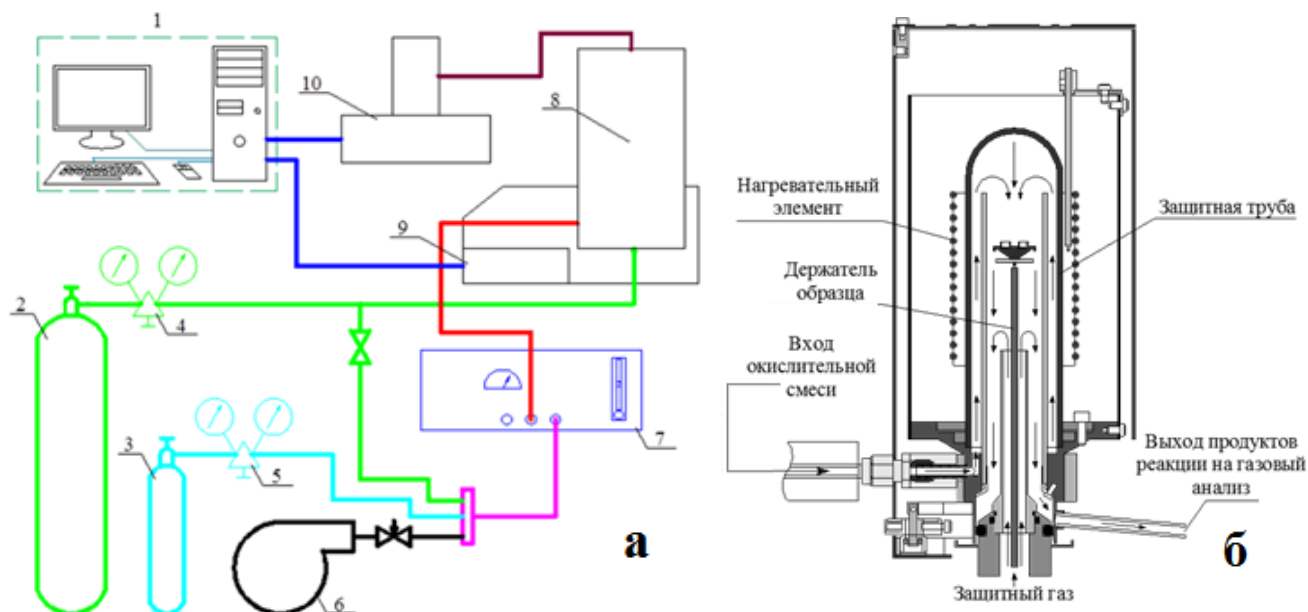 1
10
8
9
2
4
3
5
7
6
а
Нагревательный
элемент
Защитная труба
Держатель
образца
Вход
окислительной
смеси
Выход продуктов
реакции на газовый
анализ
б
Защитный газ